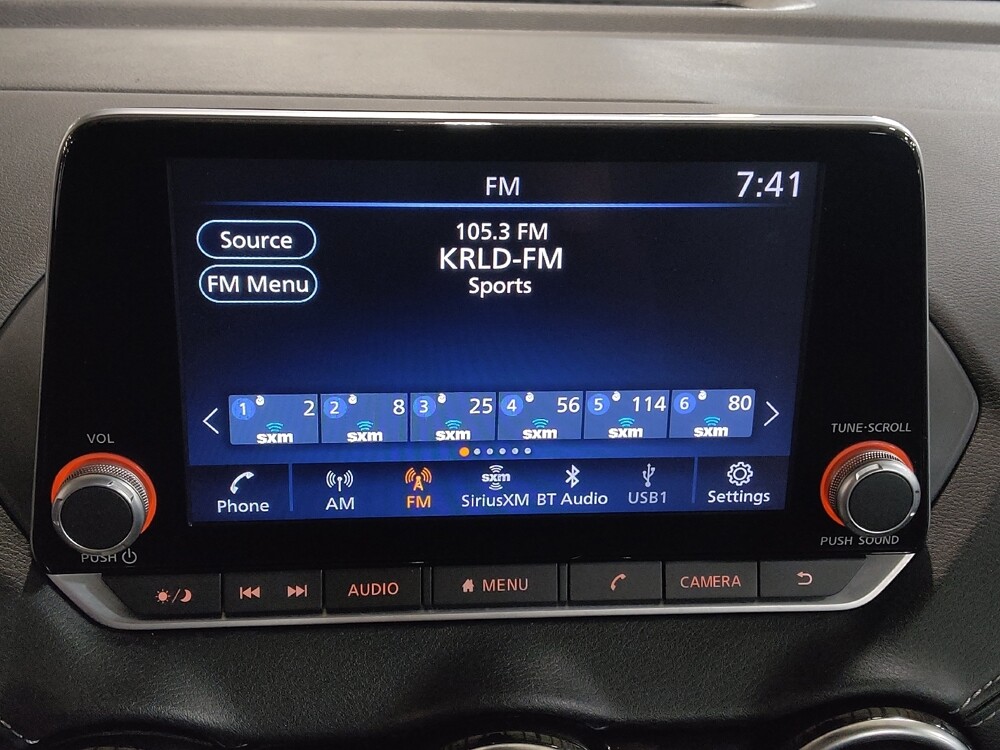 FM
7:41
Source
105.3 FM
KRLD-FM
FM Menu
Sports
1 2 sxm
2 8 sxm
3 25 sxm
4 56 sxm
5 114 sxm
6 80 sxm
VOL
TUNE·SCROLL
Phone
AM
FM
sxm
SiriusXM
BT Audio
USB1
Settings
PUSH
PUSH SOUND
AUDIO
MENU
CAMERA